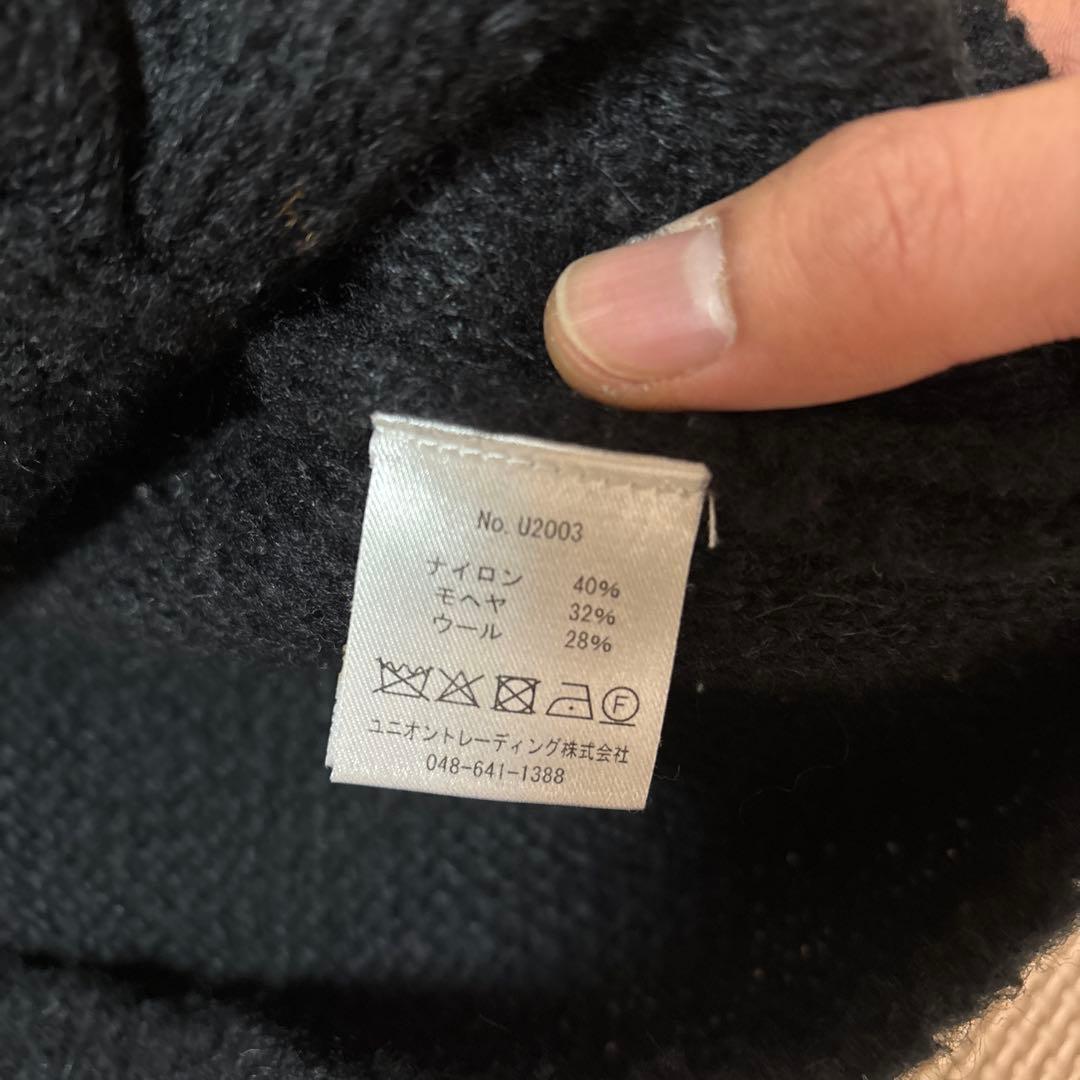 No. U2003
ナイロン 40%
モヘヤ 32%
ウール 28%
F
ユニオントレーディング株式会社
048-641-1388